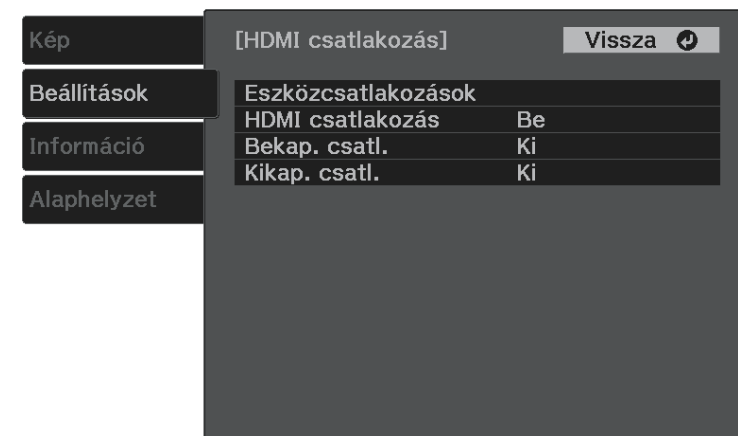 Kép
Beállítások
Információ
Alaphelyzet
[HDMI csatlakozás] Vissza
Eszközcsatlakozások
HDMI csatlakozás Be
Bekap. csatl. Ki
Kikap. csatl. Ki